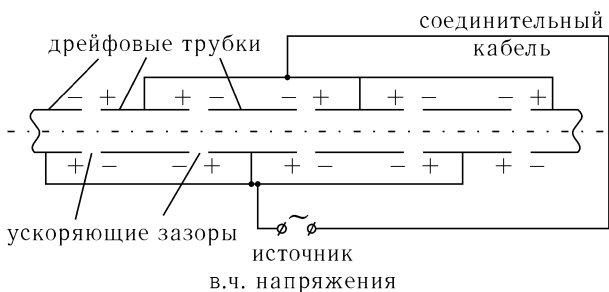 соединительный
кабель
дрейфовые трубки
− + + − − + + − − +
+ − − + + − − + + −
ускоряющие зазоры
~
источник
в.ч. напряжения